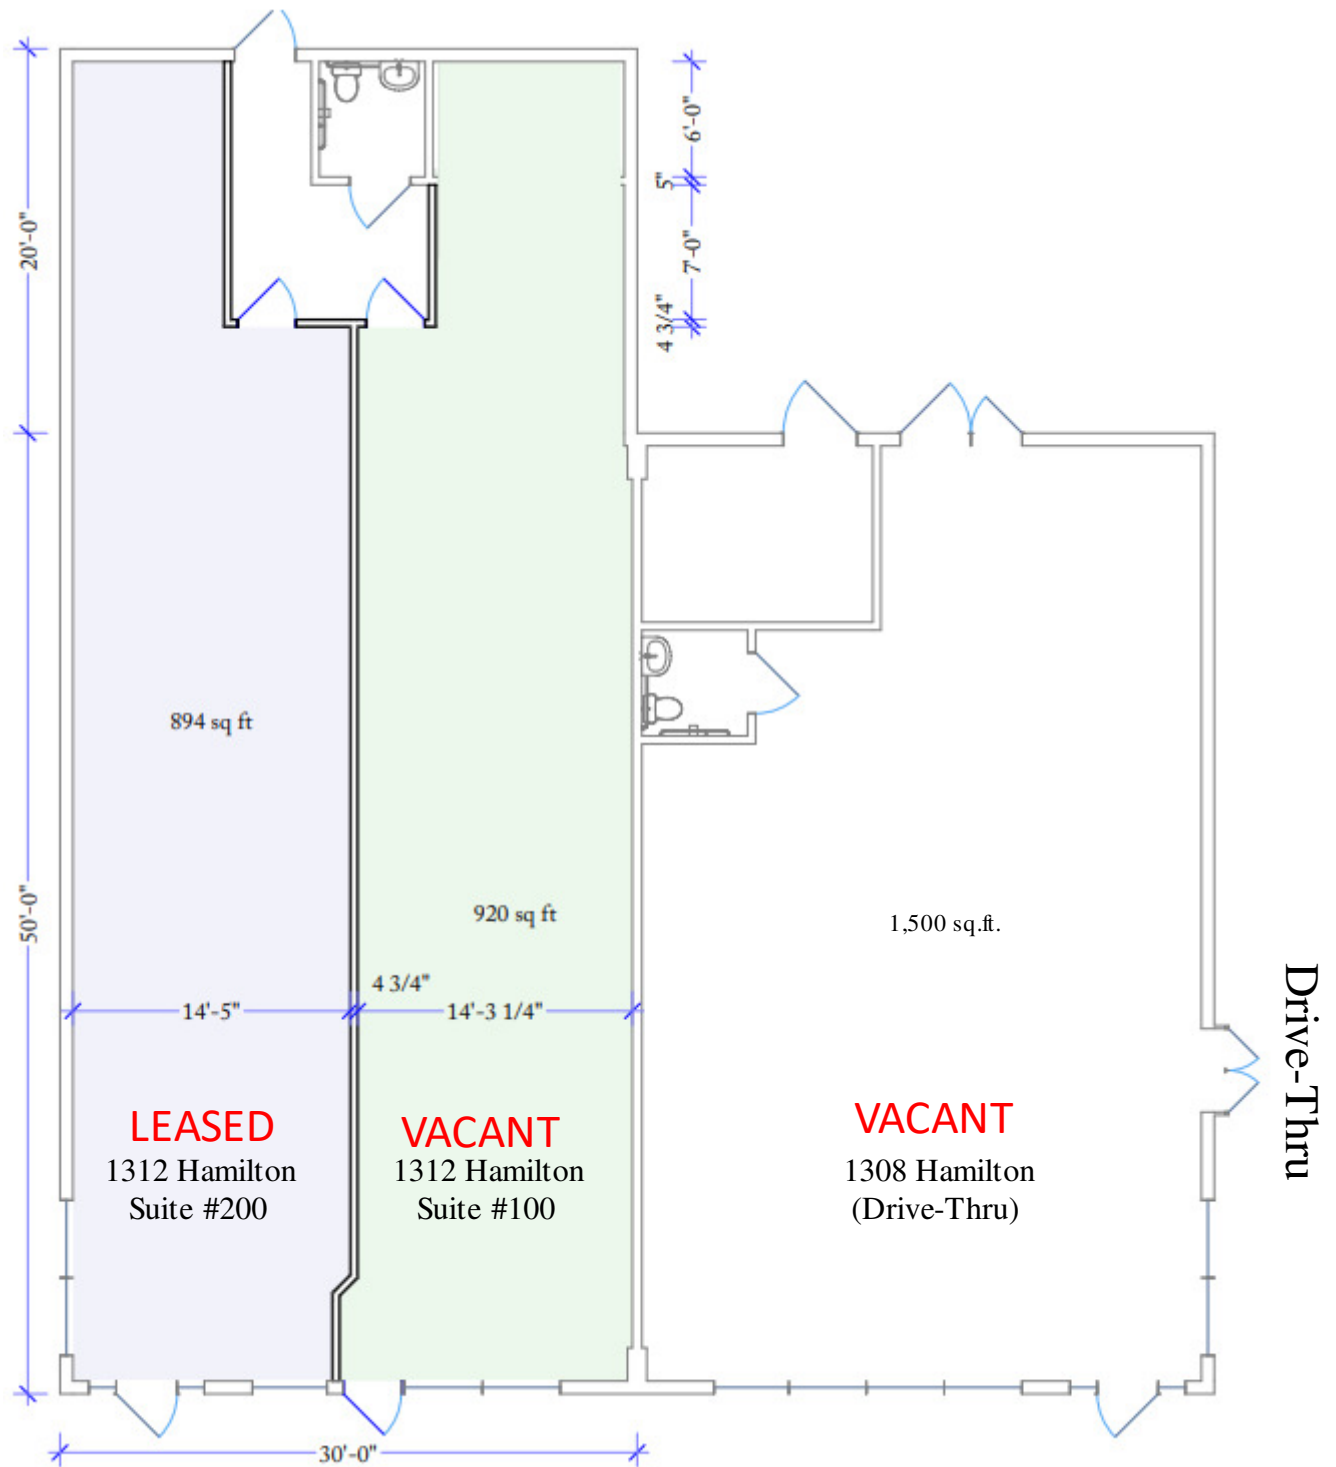 6'-0"
5"
20'-0"
7'-0"
4 3/4"
894 sq ft
50'-0"
920 sq ft
1,500 sq.ft.
4 3/4"
14'-5"
14'-3 1/4"
Drive-Thru
LEASED
1312 Hamilton
Suite #200
VACANT
1312 Hamilton
Suite #100
VACANT
1308 Hamilton
(Drive-Thru)
30'-0"